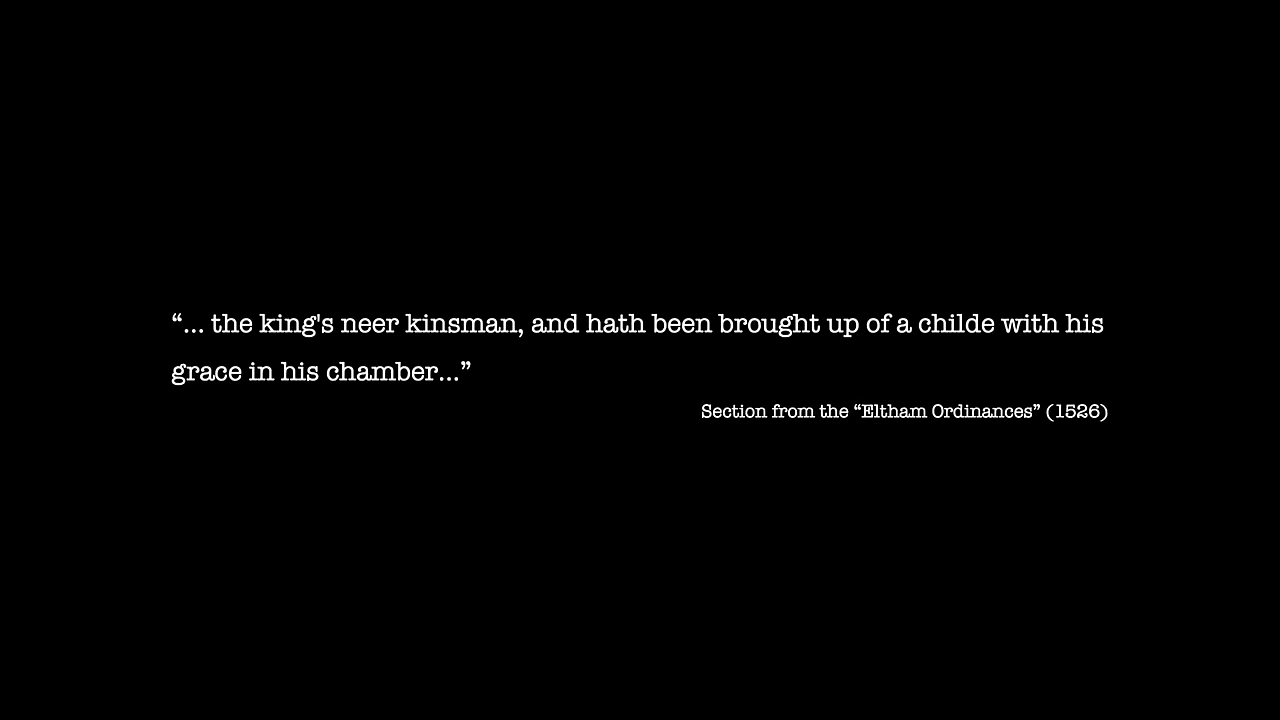 “... the king's neer kinsman, and hath been brought up of a childe with his
grace in his chamber...”
Section from the “Eltham Ordinances” (1526)